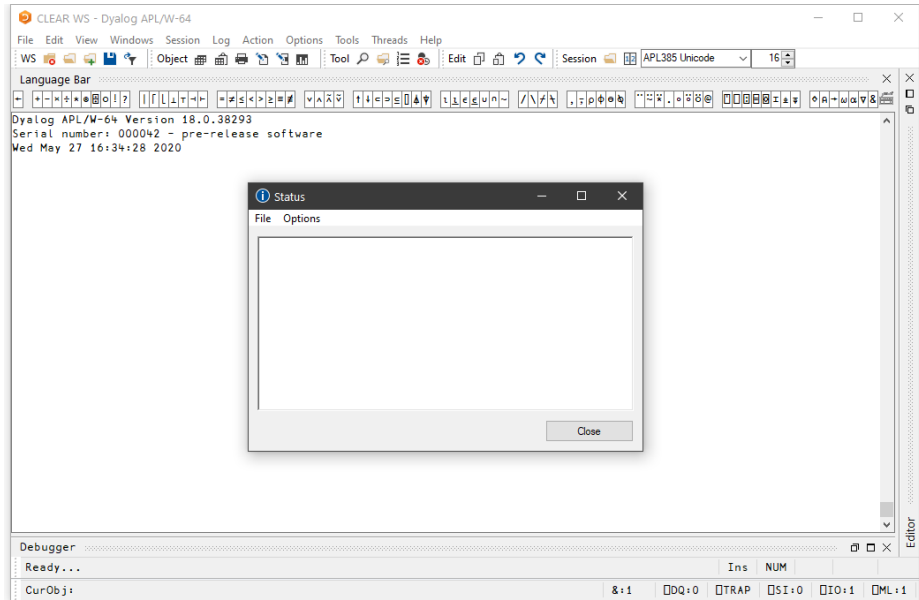 CLEAR WS - Dyalog APL/W-64
File Edit View Windows Session Log Action Options Tools Threads Help
WS Object Action Tool Edit Session APL385 Unicode 16
Language Bar
Dyalog APL/W-64 Version 18.0.38293
Serial number: 000042 - pre-release software
Wed May 27 16:34:28 2020
Status
File Options
Close
Editor
Debugger
Ready... Ins NUM
CurObj: &:1 ⎕DQ:0 ⎕TRAP ⎕SI:0 ⎕IO:1 ⎕ML:1